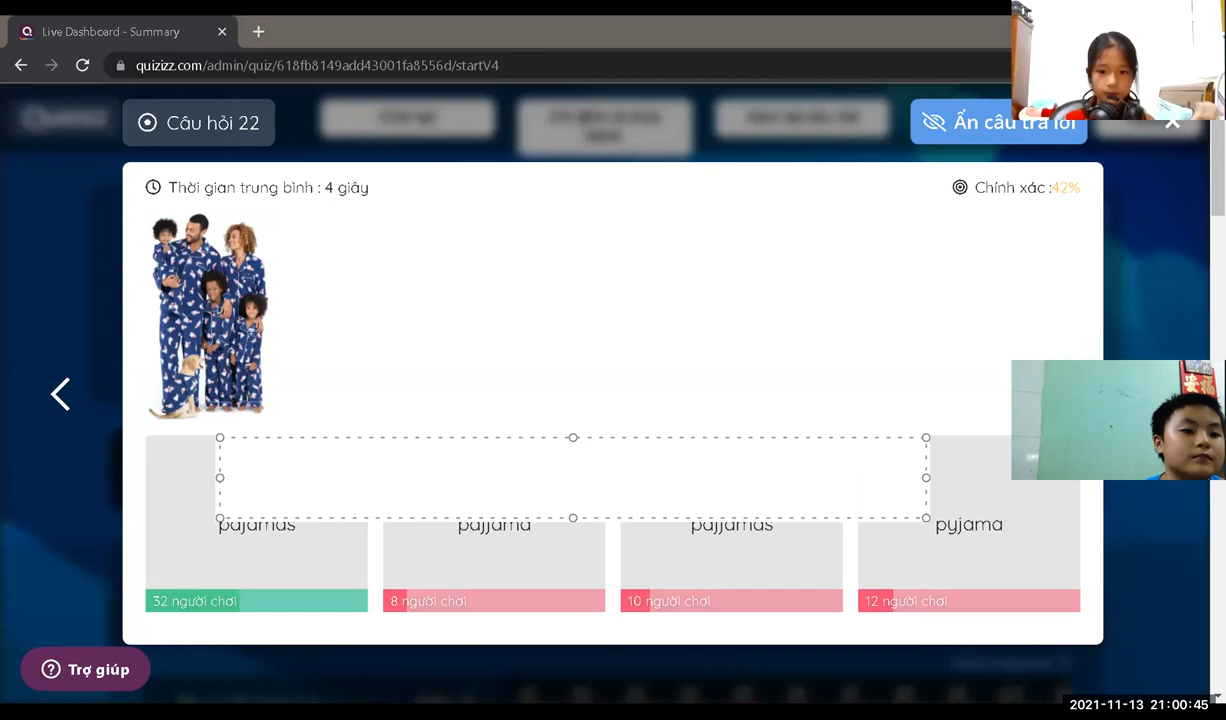 Live Dashboard - Summary
quizizz.com/admin/quiz/618fb8149add43001fa8556d/startV4
Câu hỏi 22
Ẩn câu trả lời
Thời gian trung bình : 4 giây
Chính xác :42%
安福
pajamas
pajjama
pajjamas
pyjama
32 người chơi
8 người chơi
10 người chơi
12 người chơi
Trợ giúp
2021-11-13 21:00:45